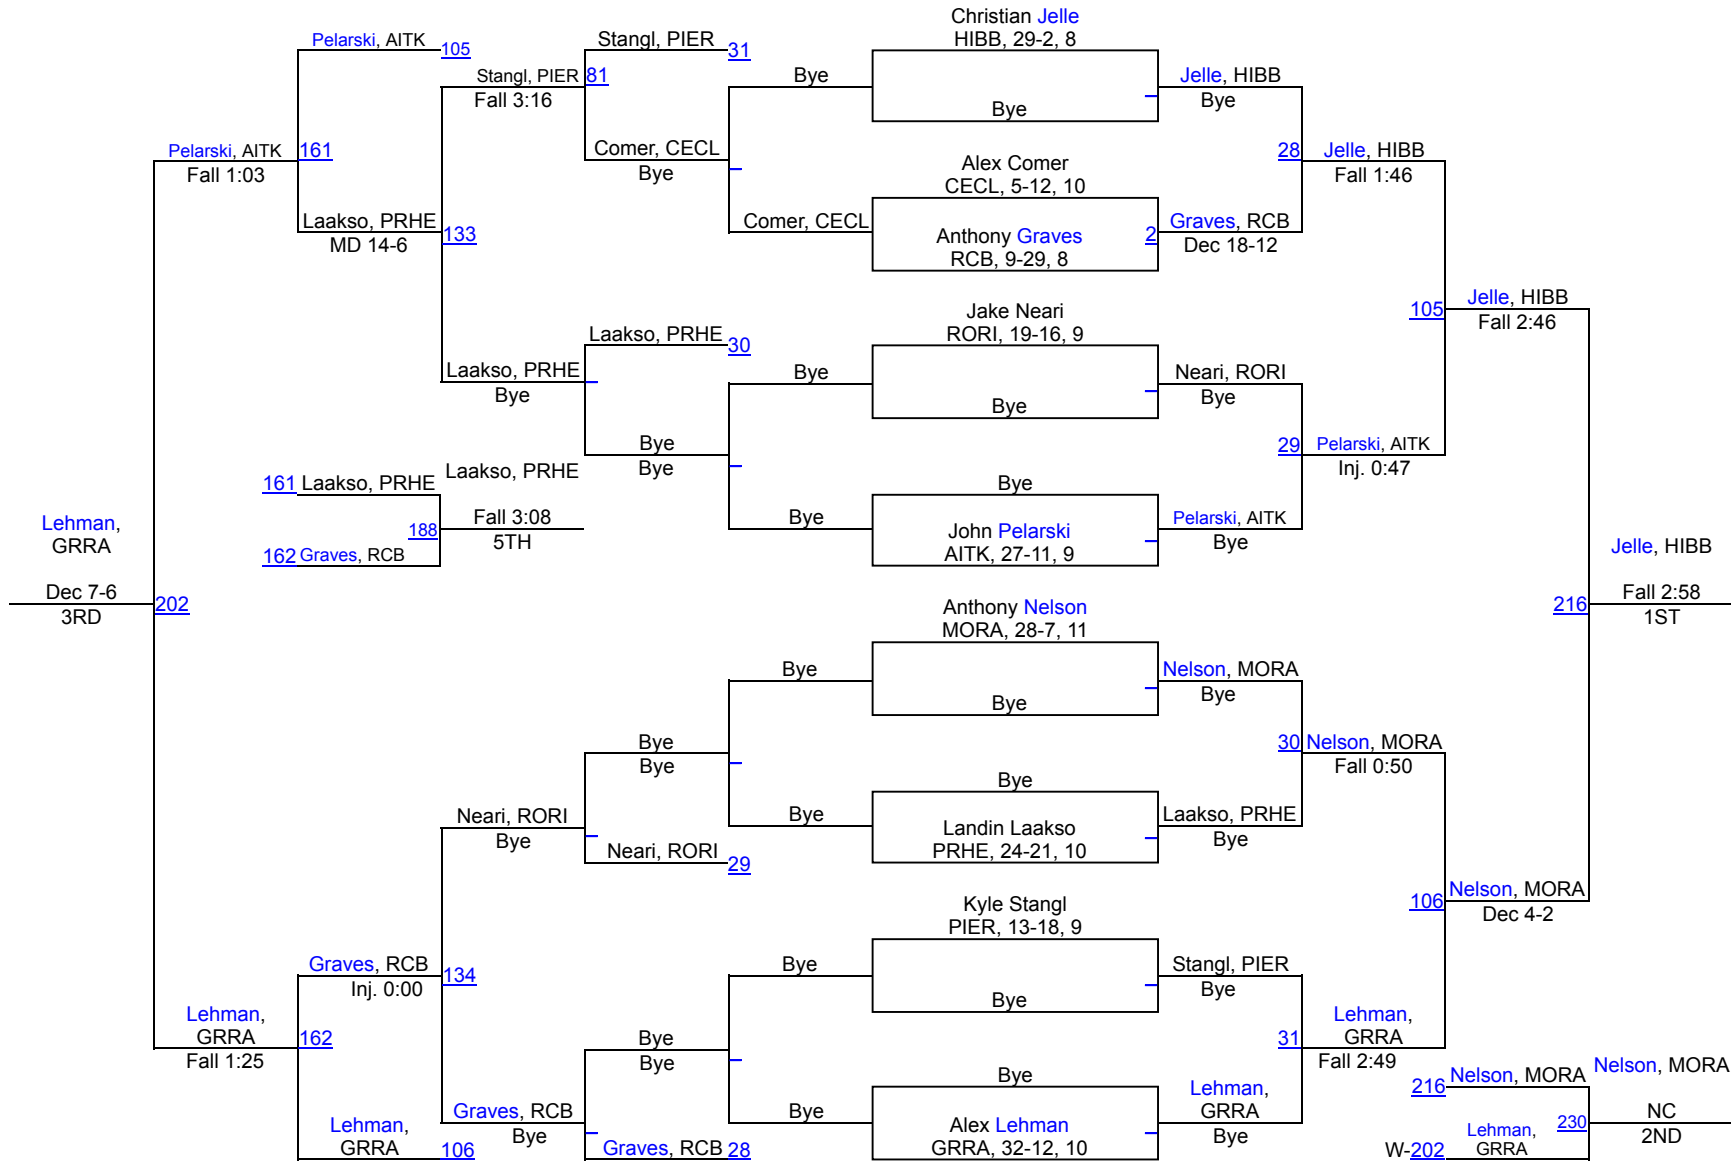 Christian Jelle
HIBB, 29-2, 8
Pelarski, AITK
105
Stangl, PIER
31
Stangl, PIER
81
Fall 3:16
Bye
Bye
Jelle, HIBB
Bye
Pelarski, AITK
161
Fall 1:03
Comer, CECL
Bye
Alex Comer
CECL, 5-12, 10
28
Jelle, HIBB
Fall 1:46
Laakso, PRHE
133
MD 14-6
Comer, CECL
Anthony Graves
RCB, 9-29, 8
2
Graves, RCB
Dec 18-12
Jake Neari
RORI, 19-16, 9
105
Jelle, HIBB
Fall 2:46
Laakso, PRHE
30
Laakso, PRHE
Bye
Bye
Bye
Neari, RORI
Bye
Bye
Bye
29
Pelarski, AITK
Inj. 0:47
161
Laakso, PRHE
Laakso, PRHE
Bye
Fall 3:08
188
5TH
162
Graves, RCB
Bye
John Pelarski
AITK, 27-11, 9
Pelarski, AITK
Bye
Lehman,
GRRA
Dec 7-6
202
3RD
Jelle, HIBB
216
Fall 2:58
1ST
Anthony Nelson
MORA, 28-7, 11
Bye
Bye
Nelson, MORA
Bye
Bye
Bye
30
Nelson, MORA
Fall 0:50
Bye
Neari, RORI
Bye
Neari, RORI
29
Bye
Landin Laakso
PRHE, 24-21, 10
Laakso, PRHE
Bye
Kyle Stangl
PIER, 13-18, 9
106
Nelson, MORA
Dec 4-2
Graves, RCB
134
Inj. 0:00
Bye
Bye
Stangl, PIER
Bye
Lehman,
GRRA
162
Fall 1:25
Bye
Bye
31
Lehman,
GRRA
Fall 2:49
Bye
216
Nelson, MORA
Nelson, MORA
Graves, RCB
Bye
Bye
Alex Lehman
GRRA, 32-12, 10
Lehman,
GRRA
Bye
230
NC
2ND
Lehman,
GRRA
106
Graves, RCB
28
W-202
Lehman,
GRRA